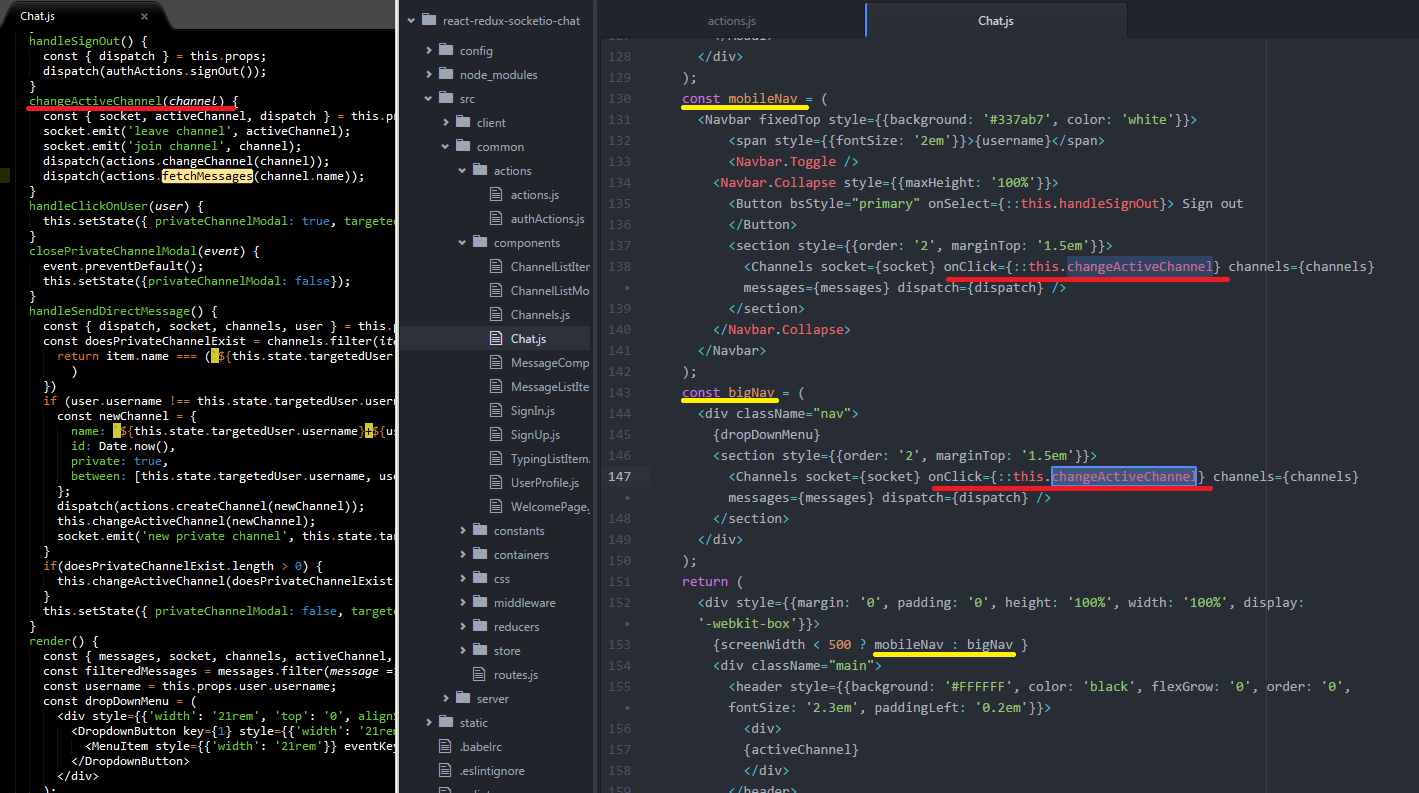 Chat.js
handleSignOut() {
const { dispatch } = this.props;
dispatch(authActions.signOut());
}
changeActiveChannel(channel) {
const { socket, activeChannel, dispatch } = this.p
socket.emit('leave channel', activeChannel);
socket.emit('join channel', channel);
dispatch(actions.changeChannel(channel));
dispatch(actions.fetchMessages(channel.name));
}
handleClickOnUser(user) {
this.setState({ privateChannelModal: true, targete
}
closePrivateChannelModal(event) {
event.preventDefault();
this.setState({privateChannelModal: false});
}
handleSendDirectMessage() {
const { dispatch, socket, channels, user } = this.p
const doesPrivateChannelExist = channels.filter(ite
return item.name === (`${this.state.targetedUser
)
})
if (user.username !== this.state.targetedUser.user
const newChannel = {
name: `${this.state.targetedUser.username}+${us
id: Date.now(),
private: true,
between: [this.state.targetedUser.username, use
};
dispatch(actions.createChannel(newChannel));
this.changeActiveChannel(newChannel);
socket.emit('new private channel', this.state.tar
}
if(doesPrivateChannelExist.length > 0) {
this.changeActiveChannel(doesPrivateChannelExist
}
this.setState({ privateChannelModal: false, targete
}
render() {
const { messages, socket, channels, activeChannel,
const filteredMessages = messages.filter(message =
const username = this.props.user.username;
const dropDownMenu = (
<div style={{'width': '21rem', 'top': '0', alignS
<DropdownButton key={1} style={{'width': '21rem
<MenuItem style={{'width': '21rem'}} eventKey
</DropdownButton>
</div>
);
react-redux-socketio-chat
config
node_modules
src
client
common
actions
actions.js
authActions.js
components
ChannelListIter
ChannelListMo
Channels.js
Chat.js
MessageComp
MessageListIte
SignIn.js
SignUp.js
TypingListItem.
UserProfile.js
WelcomePage.
constants
containers
css
middleware
reducers
store
routes.js
server
static
.babelrc
.eslintignore
actions.js
Chat.js
127 </Modal>
128 </div>
129 );
130 const mobileNav = (
131 <Navbar fixedTop style={{background: '#337ab7', color: 'white'}}>
132 <span style={{fontSize: '2em'}}>{username}</span>
133 <Navbar.Toggle />
134 <Navbar.Collapse style={{maxHeight: '100%'}}>
135 <Button bsStyle="primary" onSelect={::this.handleSignOut}> Sign out
136 </Button>
137 <section style={{order: '2', marginTop: '1.5em'}}>
138 <Channels socket={socket} onClick={::this.changeActiveChannel} channels={channels}
• messages={messages} dispatch={dispatch} />
139 </section>
140 </Navbar.Collapse>
141 </Navbar>
142 );
143 const bigNav = (
144 <div className="nav">
145 {dropDownMenu}
146 <section style={{order: '2', marginTop: '1.5em'}}>
147 <Channels socket={socket} onClick={::this.changeActiveChannel} channels={channels}
• messages={messages} dispatch={dispatch} />
148 </section>
149 </div>
150 );
151 return (
152 <div style={{margin: '0', padding: '0', height: '100%', width: '100%', display:
• '-webkit-box'}}>
153 {screenWidth < 500 ? mobileNav : bigNav }
154 <div className="main">
155 <header style={{background: '#FFFFFF', color: 'black', flexGrow: '0', order: '0',
• fontSize: '2.3em', paddingLeft: '0.2em'}}>
156 <div>
157 {activeChannel}
158 </div>
159 </header>